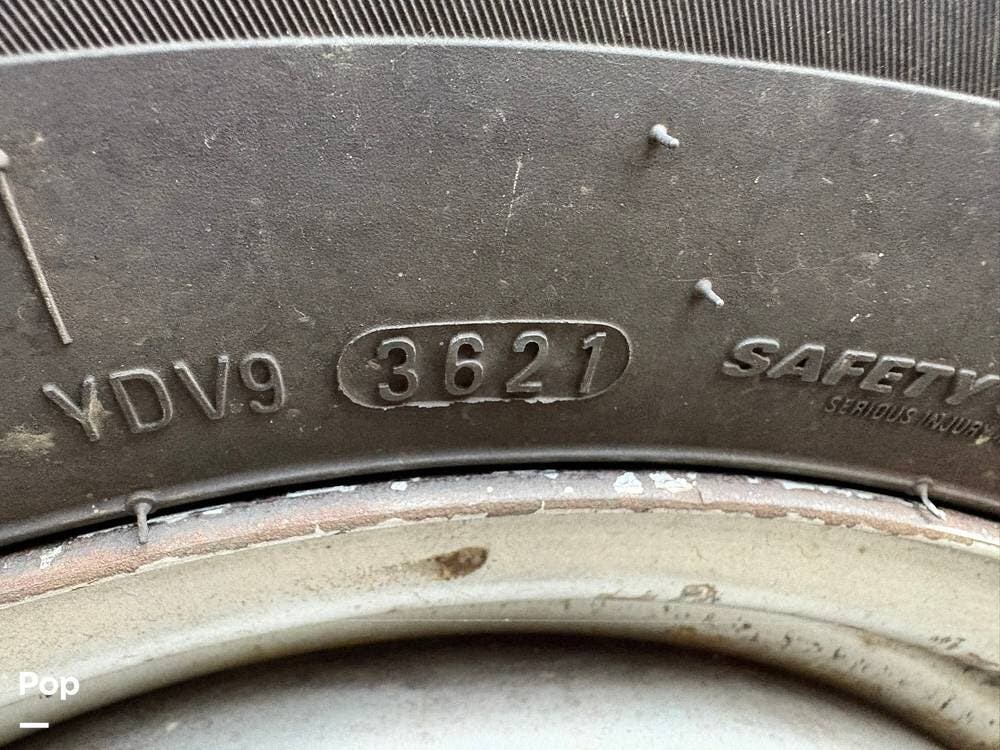 YDV9 3621
SAFETY
SERIOUS INJURY
Pop